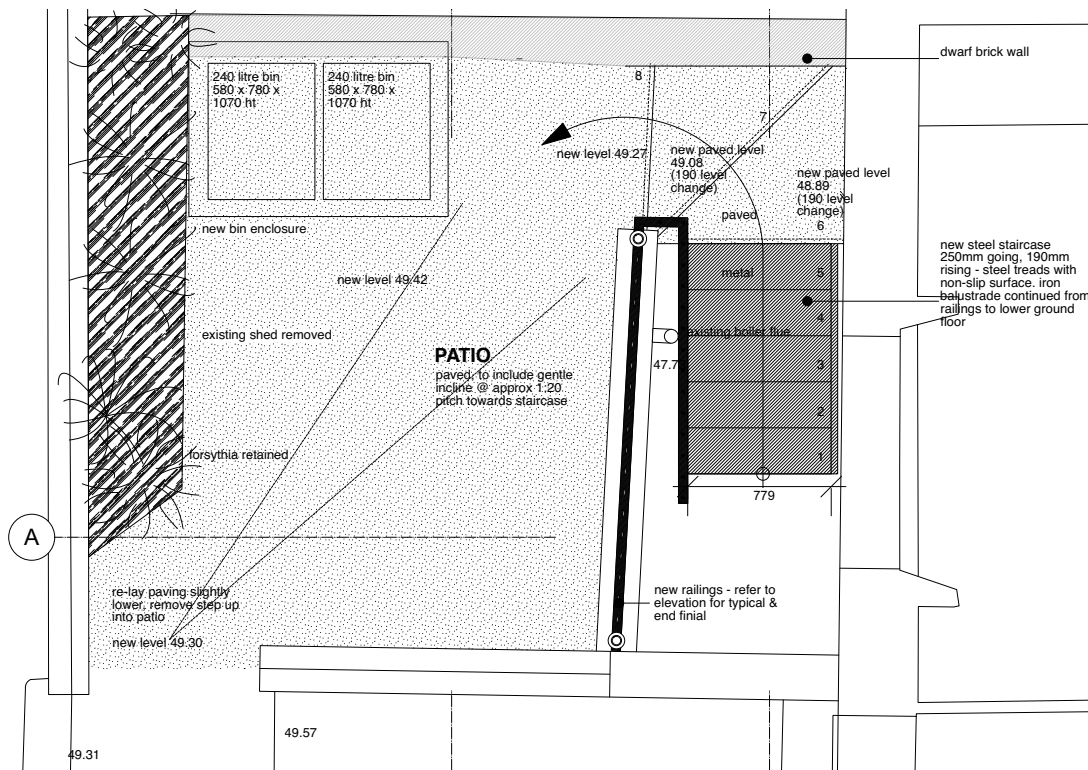 240 litre bin
580 x 780 x
1070 ht
240 litre bin
580 x 780 x
1070 ht
8
dwarf brick wall
7
new level 49.27
new paved level
49.08
(190 level
change)
new paved level
48.89
(190 level
change)
paved
6
new bin enclosure
new steel staircase
250mm going, 190mm
rising - steel treads with
non-slip surface. iron
balustrade continued from
railings to lower ground
floor
new level 49.42
metal
5
4
existing shed removed
existing boiler flue
PATIO
paved, to include gentle
incline @ approx 1:20
pitch towards staircase
47.7
3
2
forsythia retained
1
779
A
re-lay paving slightly
lower, remove step up
into patio
new level 49.30
new railings - refer to
elevation for typical &
end finial
49.57
49.31